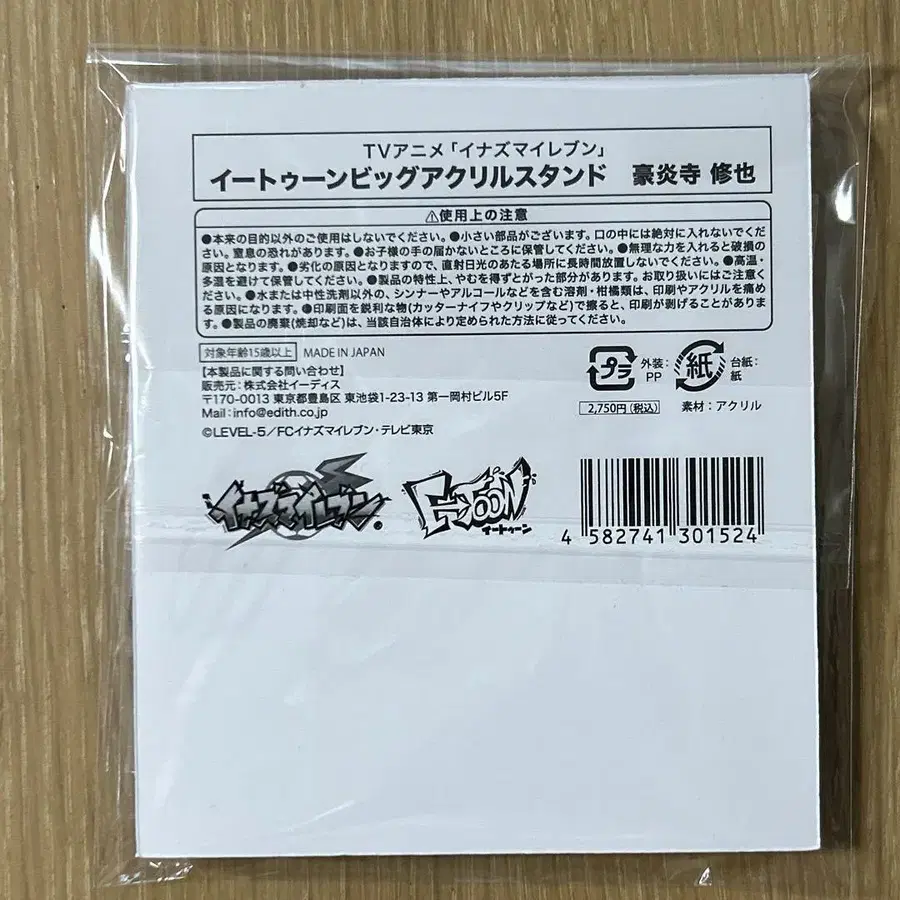 TVアニメ「イナズマイレブン」
イートゥーンビッグアクリルスタンド 豪炎寺 修也
⚠使用上の注意
●本来の目的以外のご使用はしないでください。●小さい部品がございます。口の中には絶対に入れないでくだ
さい。窒息の恐れがあります。●お子様の手の届かないところに保管してください。●無理な力を入れると破損の
原因となります。●劣化の原因となりますので、直射日光のあたる場所に長時間放置しないでください。●高温・
多湿を避けて保管してください。●製品の特性上、やむを得ずとがった部分があります。お取り扱いにはご注意く
ださい。●水または中性洗剤以外の、シンナーやアルコールなどを含む溶剤・柑橘類は、印刷やアクリルを痛め
る原因になります。●印刷面を鋭利な物(カッターナイフやクリップなど)で擦ると、印刷が剥げることがありま
す。●製品の廃棄(焼却など)は、当該自治体により定められた方法に従ってください。
対象年齢15歳以上 MADE IN JAPAN
【本製品に関する問い合わせ】
販売元:株式会社イーディス
〒170-0013 東京都豊島区 東池袋1-23-13 第一岡村ビル5F
Mail:info@edith.co.jp
©LEVEL-5/FCイナズマイレブン・テレビ東京
プラ 外装:PP 紙 台紙:紙
2,750円(税込) 素材:アクリル
イナズマイレブン
E-TOON
イートゥーン
4 582741 301524